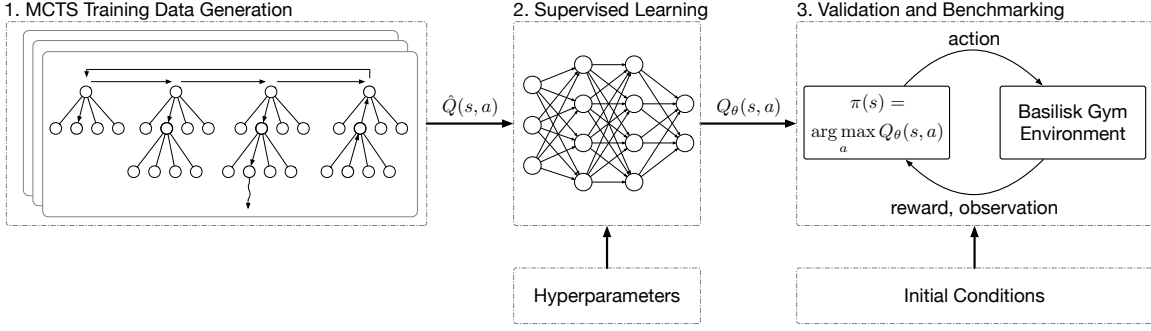 1. MCTS Training Data Generation
2. Supervised Learning
3. Validation and Benchmarking
action
Q̂(s, a)
Q_θ(s, a)
π(s) =
arg max Q_θ(s, a)
a
Basilisk Gym
Environment
reward, observation
Hyperparameters
Initial Conditions